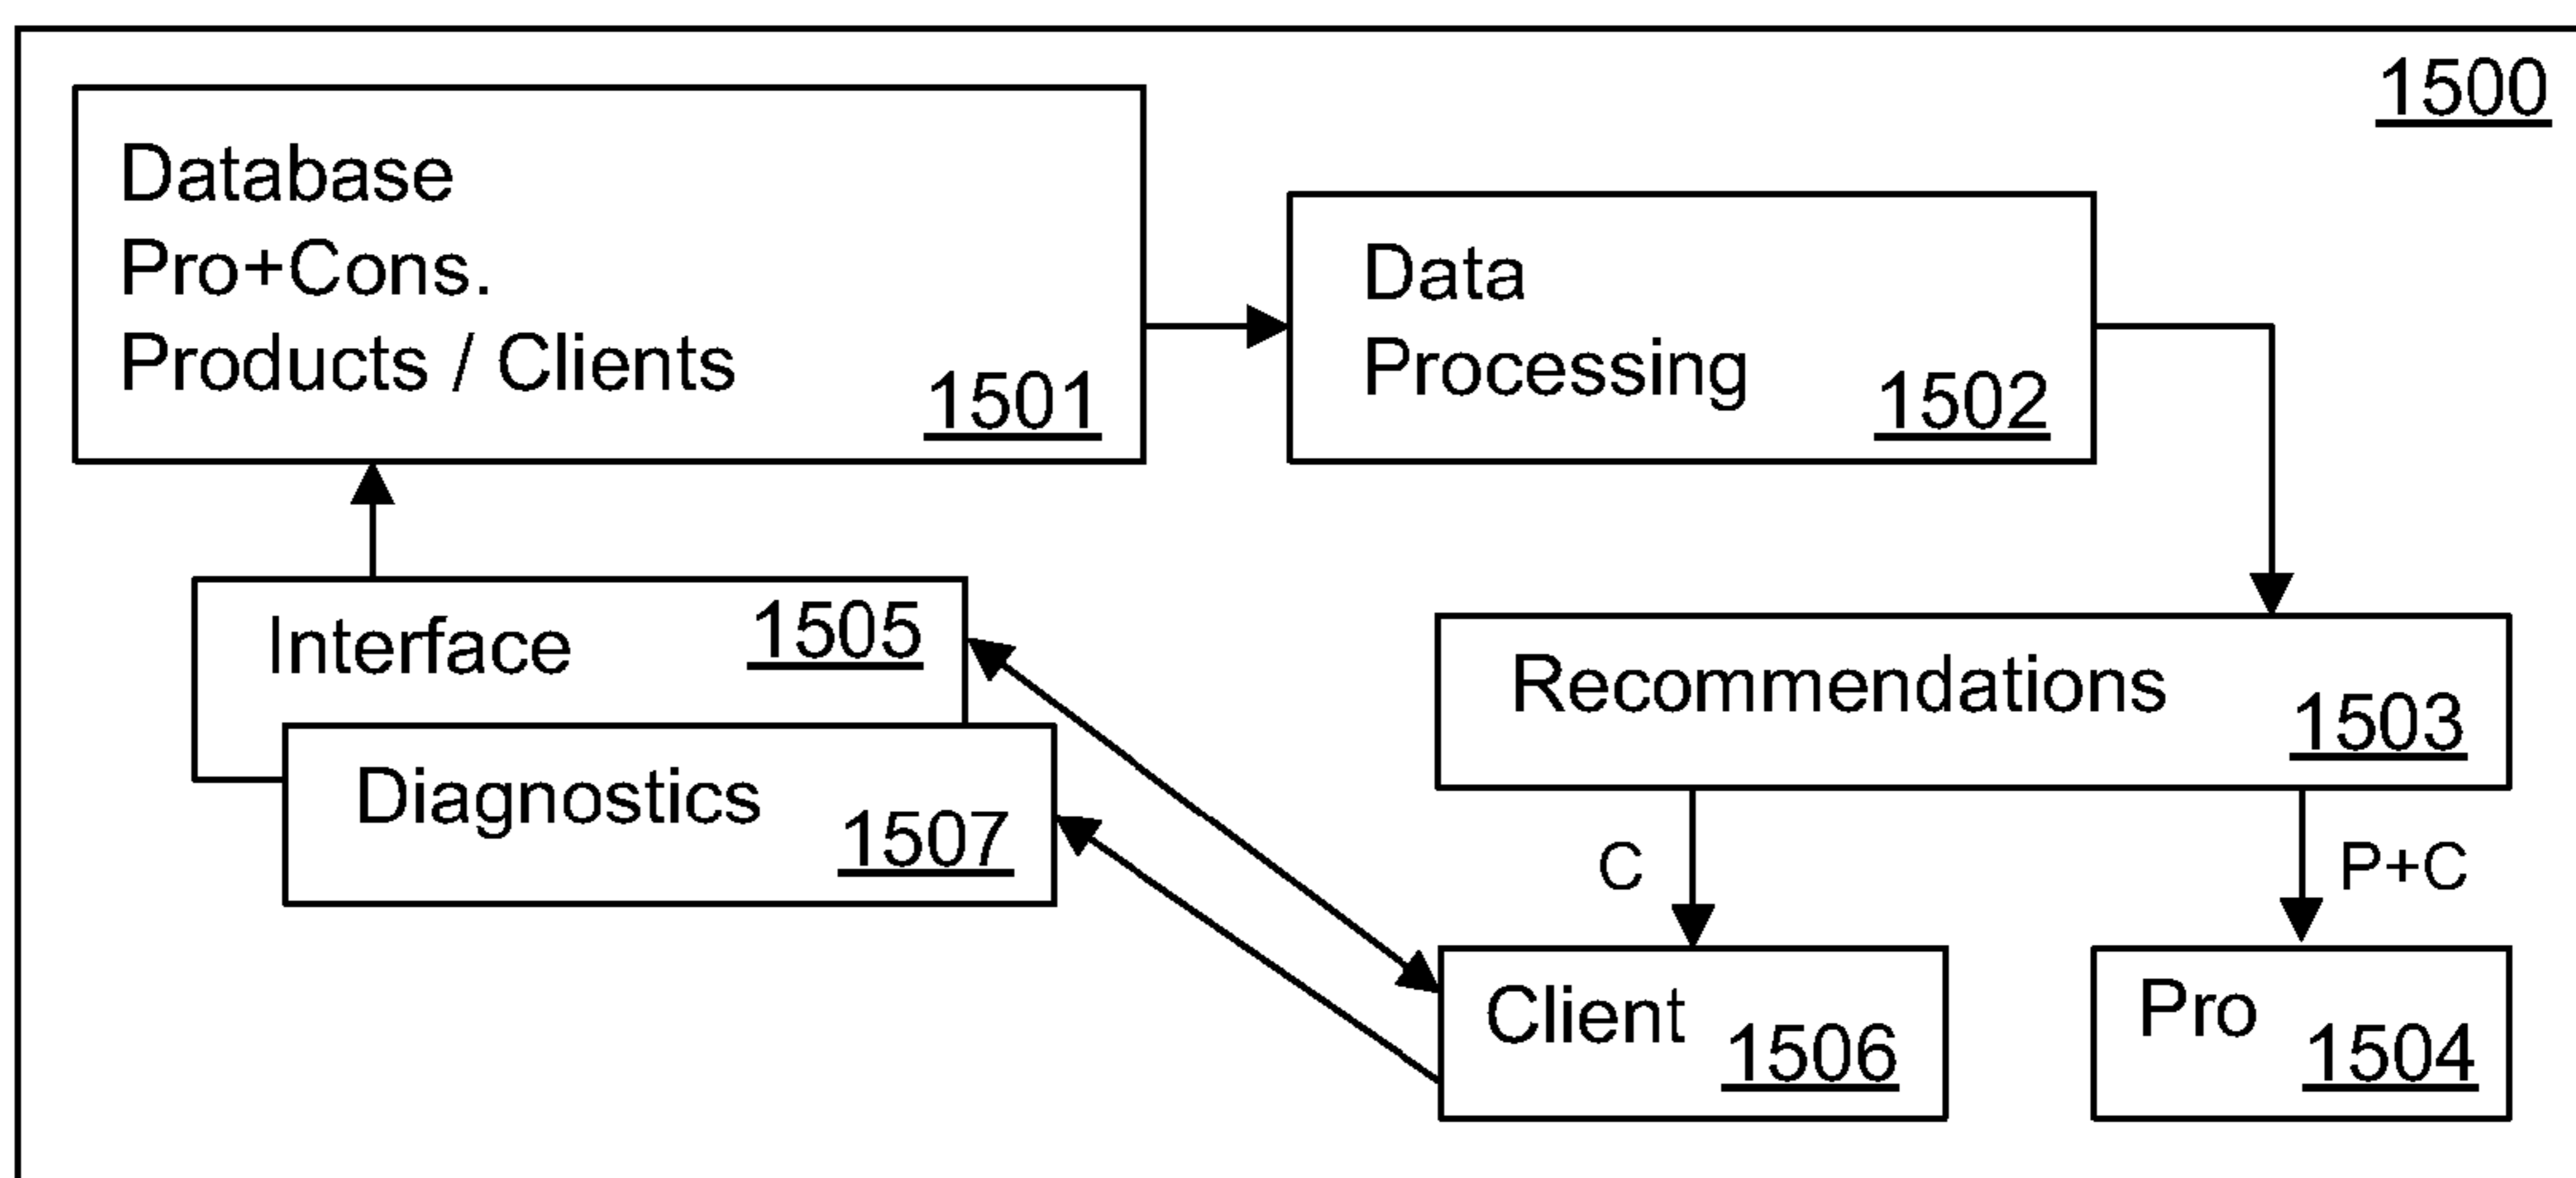 1500
Database
Pro+Cons.
Products / Clients
1501
Data
Processing
1502
Interface
1505
Recommendations
1503
Diagnostics
1507
C
P+C
Client
1506
Pro
1504